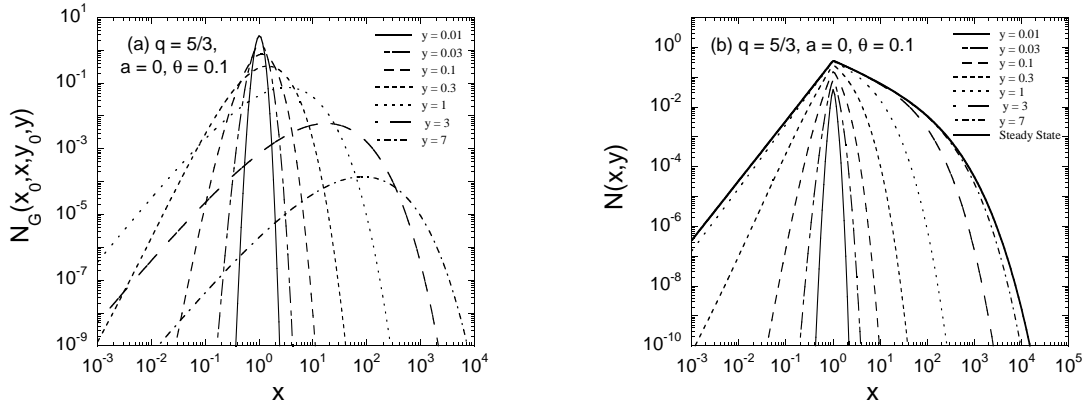 (a) q = 5/3,
a = 0, θ = 0.1
y = 0.01
y = 0.03
y = 0.1
y = 0.3
y = 1
y = 3
y = 7
N_G(x_0,x,y_0,y)
10^1
10^-1
10^-3
10^-5
10^-7
10^-9
10^-3 10^-2 10^-1 10^0 10^1 10^2 10^3 10^4
x
(b) q = 5/3, a = 0, θ = 0.1
y = 0.01
y = 0.03
y = 0.1
y = 0.3
y = 1
y = 3
y = 7
Steady State
N(x,y)
10^0
10^-2
10^-4
10^-6
10^-8
10^-10
10^-3 10^-2 10^-1 10^0 10^1 10^2 10^3 10^4 10^5
x